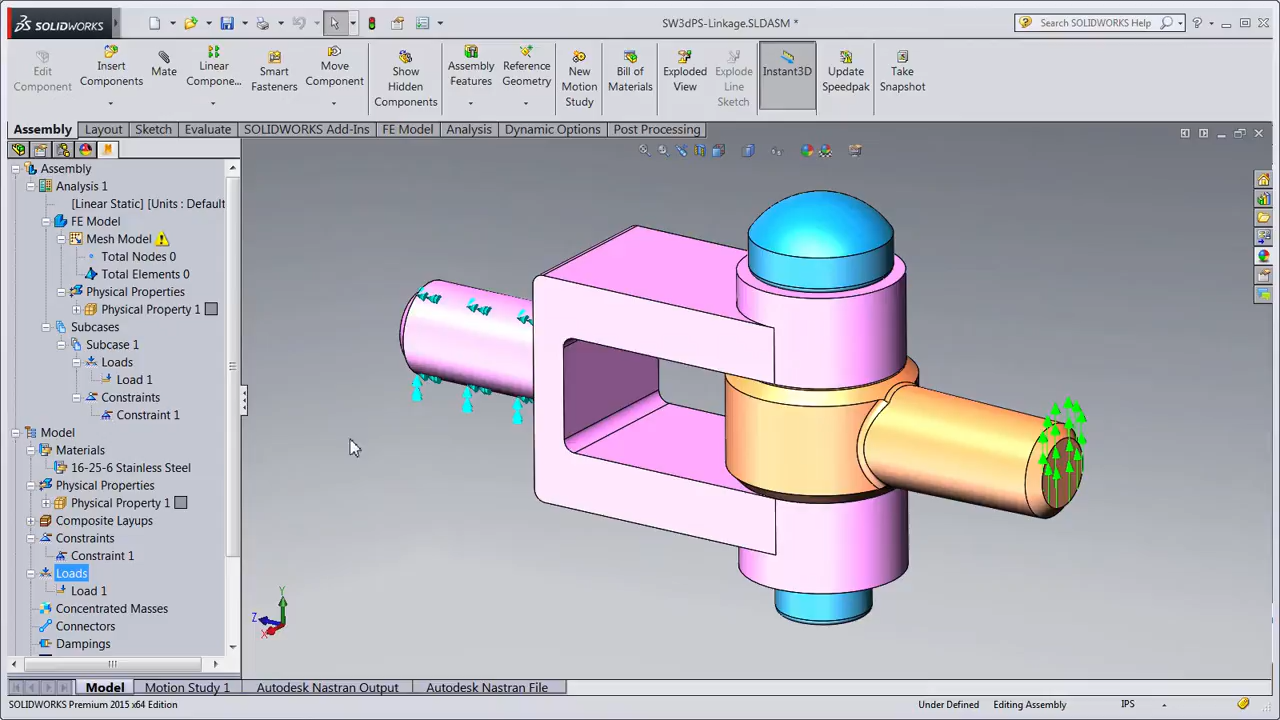 SOLIDWORKS
SW3dPS-Linkage.SLDASM *
Search SOLIDWORKS Help
Edit Component
Insert Components
Mate
Linear Compone...
Smart Fasteners
Move Component
Show Hidden Components
Assembly Features
Reference Geometry
New Motion Study
Bill of Materials
Exploded View
Explode Line Sketch
Instant3D
Update Speedpak
Take Snapshot
Assembly Layout Sketch Evaluate SOLIDWORKS Add-Ins FE Model Analysis Dynamic Options Post Processing
Assembly
Analysis 1
[Linear Static] [Units : Default
FE Model
Mesh Model
Total Nodes 0
Total Elements 0
Physical Properties
Physical Property 1
Subcases
Subcase 1
Loads
Load 1
Constraints
Constraint 1
Model
Materials
16-25-6 Stainless Steel
Physical Properties
Physical Property 1
Composite Layups
Constraints
Constraint 1
Loads
Load 1
Concentrated Masses
Connectors
Dampings
Y
Z
X
Model Motion Study 1 Autodesk Nastran Output Autodesk Nastran File
SOLIDWORKS Premium 2015 x64 Edition Under Defined Editing Assembly IPS